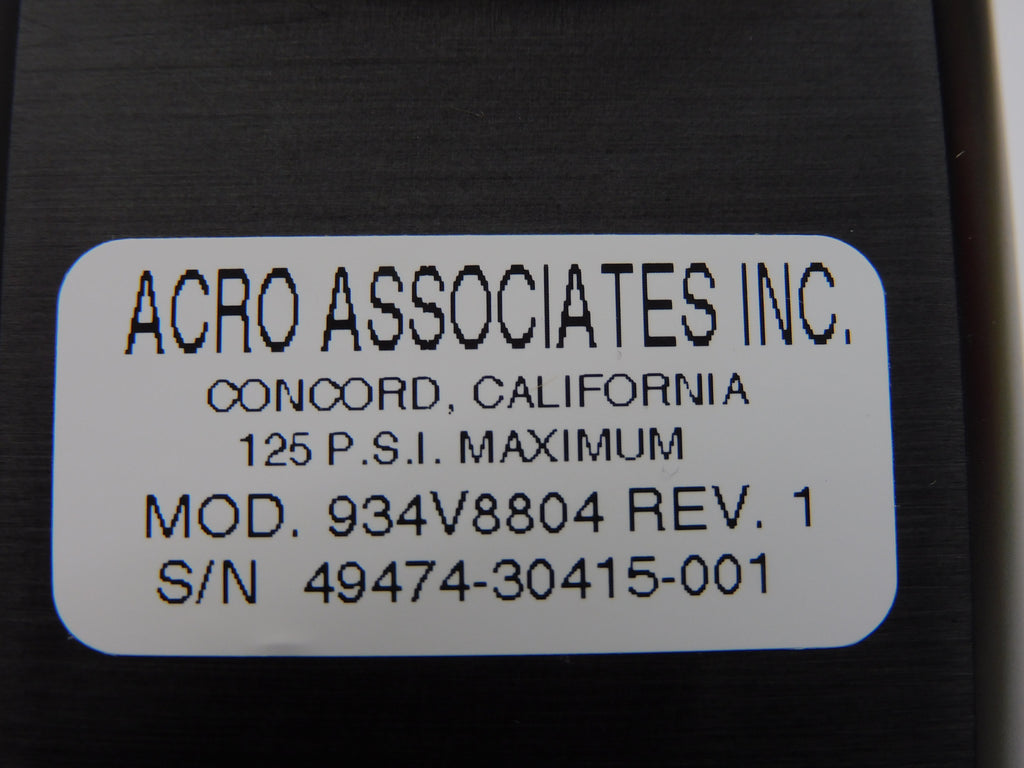 ACRO ASSOCIATES INC.
CONCORD, CALIFORNIA
125 P.S.I. MAXIMUM
MOD. 934V8804 REV. 1
S/N 49474-30415-001